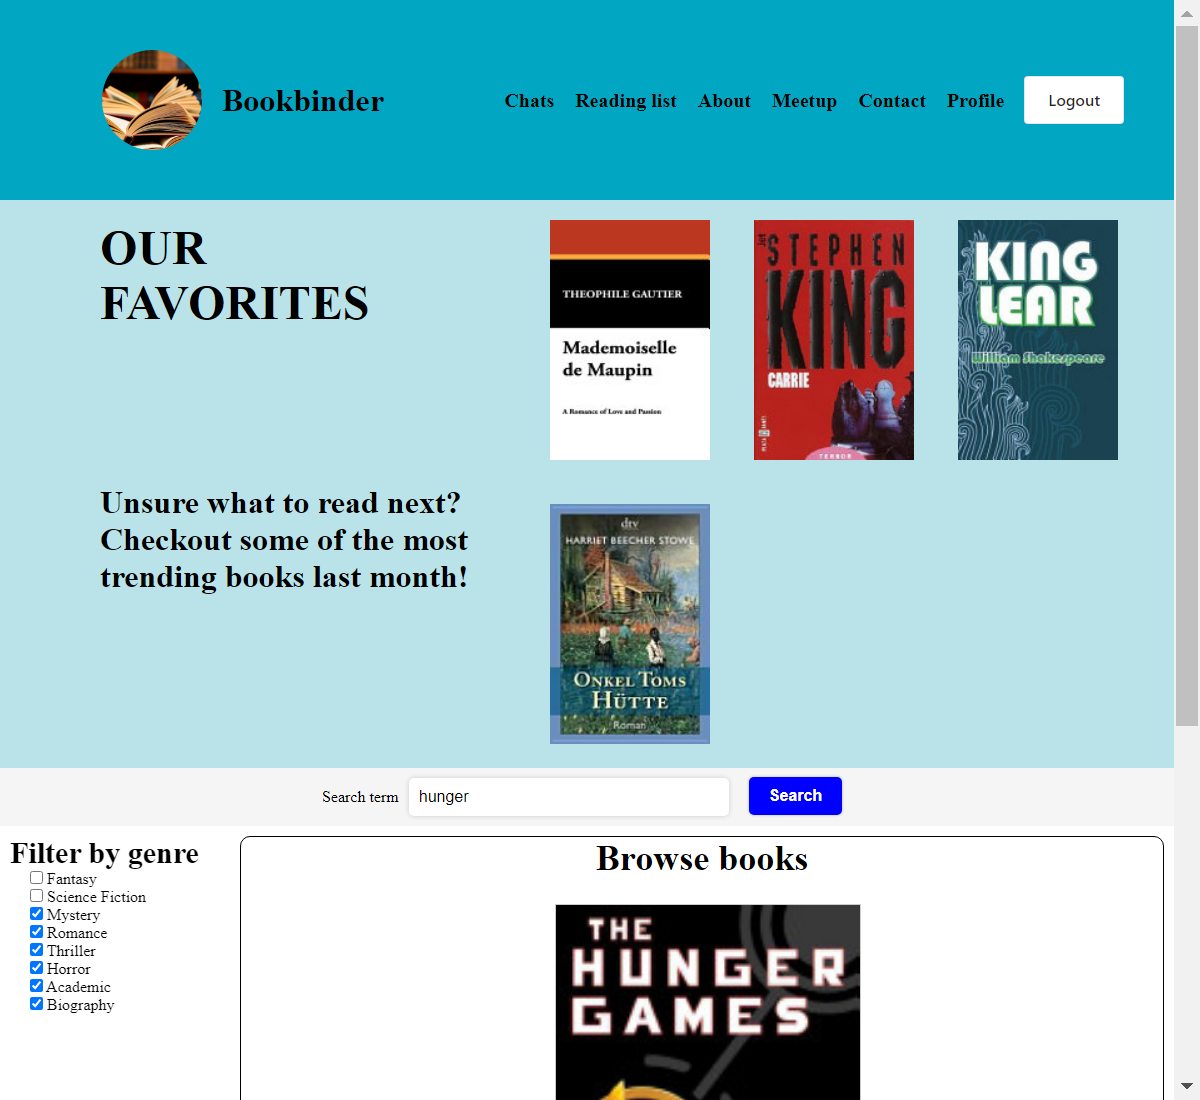 Bookbinder
Chats
Reading list
About
Meetup
Contact
Profile
Logout
OUR
FAVORITES
Unsure what to read next?
Checkout some of the most
trending books last month!
THEOPHILE GAUTIER
Mademoiselle
de Maupin
A Romance of Love and Passion
Jet
STEPHEN
KING
CARRIE
TERROR
KING
LEAR
William Shakespeare
dtv
HARRIET BEECHER STOWE
ONKEL TOMS
HÜTTE
Roman
Search term
hunger
Search
Filter by genre
Fantasy
Science Fiction
Mystery
Romance
Thriller
Horror
Academic
Biography
Browse books
THE
HUNGER
GAMES